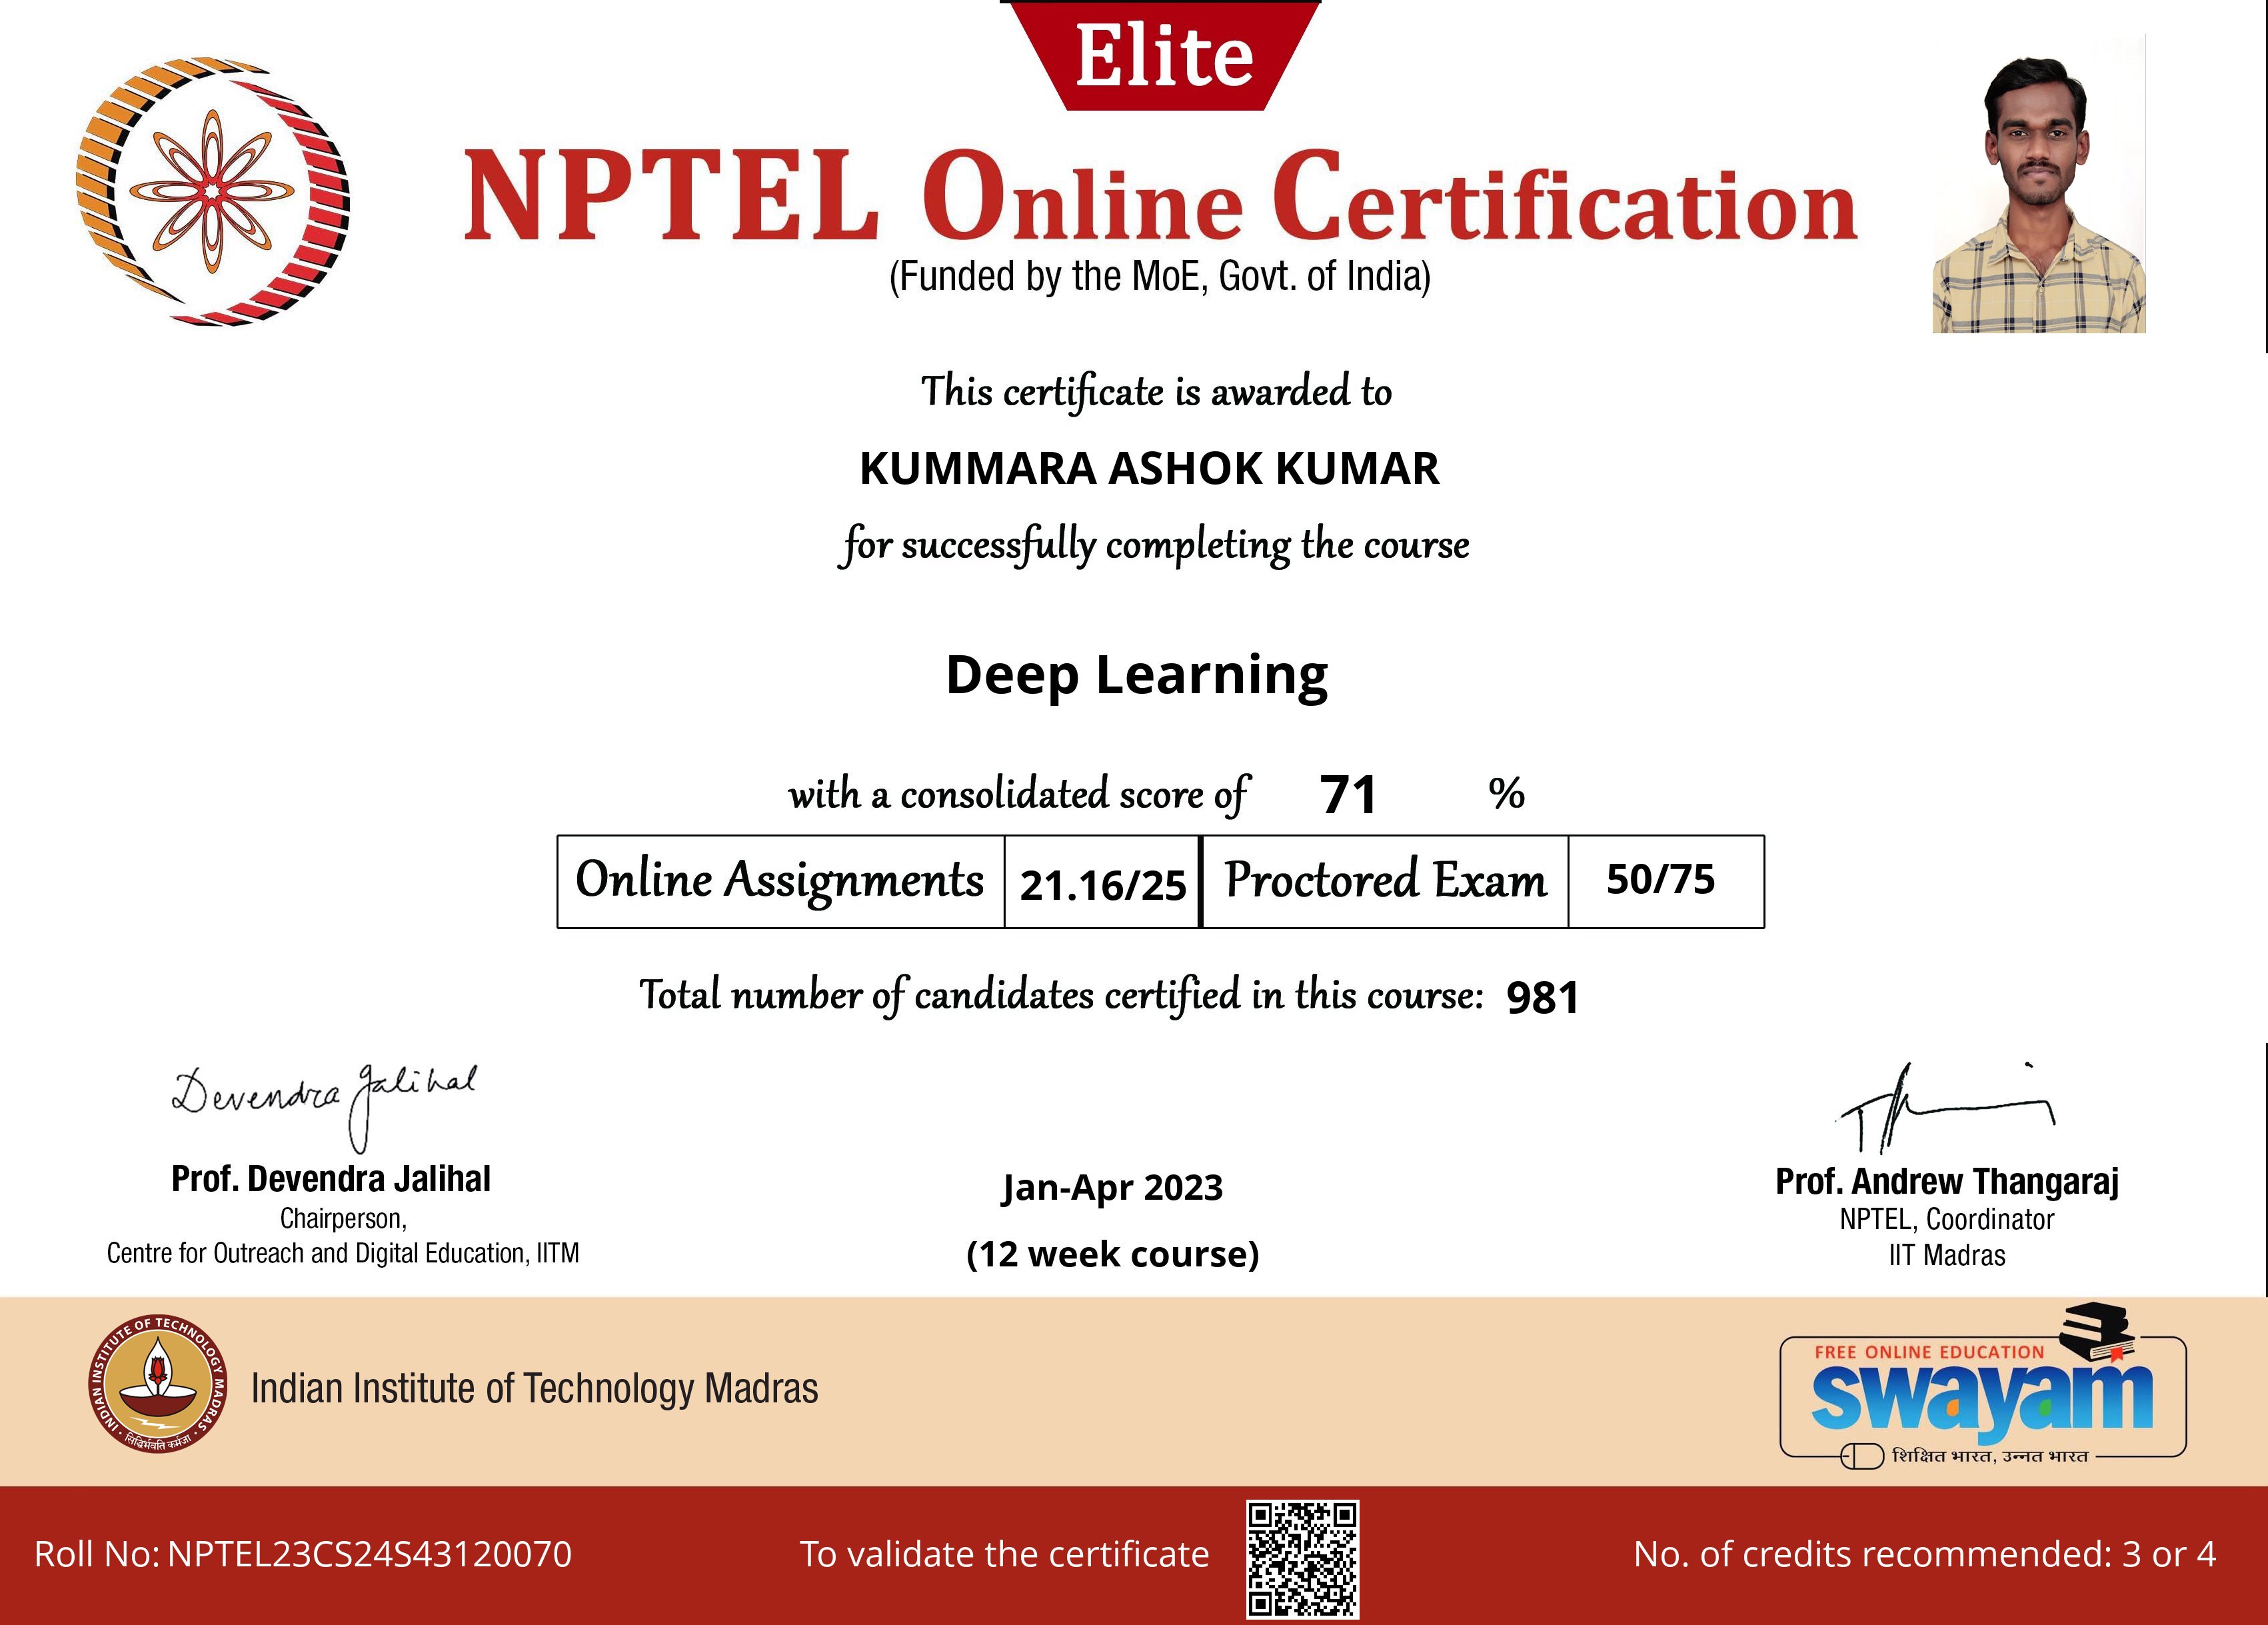 Elite
NPTEL Online Certification
(Funded by the MoE, Govt. of India)
This certificate is awarded to
KUMMARA ASHOK KUMAR
for successfully completing the course
Deep Learning
with a consolidated score of 71 %
Online Assignments 21.16/25 Proctored Exam 50/75
Total number of candidates certified in this course: 981
Devendra Jalihal
Prof. Devendra Jalihal
Chairperson,
Centre for Outreach and Digital Education, IITM
Jan-Apr 2023
(12 week course)
Prof. Andrew Thangaraj
NPTEL, Coordinator
IIT Madras
INDIAN INSTITUTE OF TECHNOLOGY MADRAS
सिद्धिर्भवति कर्मजा
Indian Institute of Technology Madras
FREE ONLINE EDUCATION
swayam
शिक्षित भारत, उन्नत भारत
Roll No: NPTEL23CS24S43120070
To validate the certificate
No. of credits recommended: 3 or 4